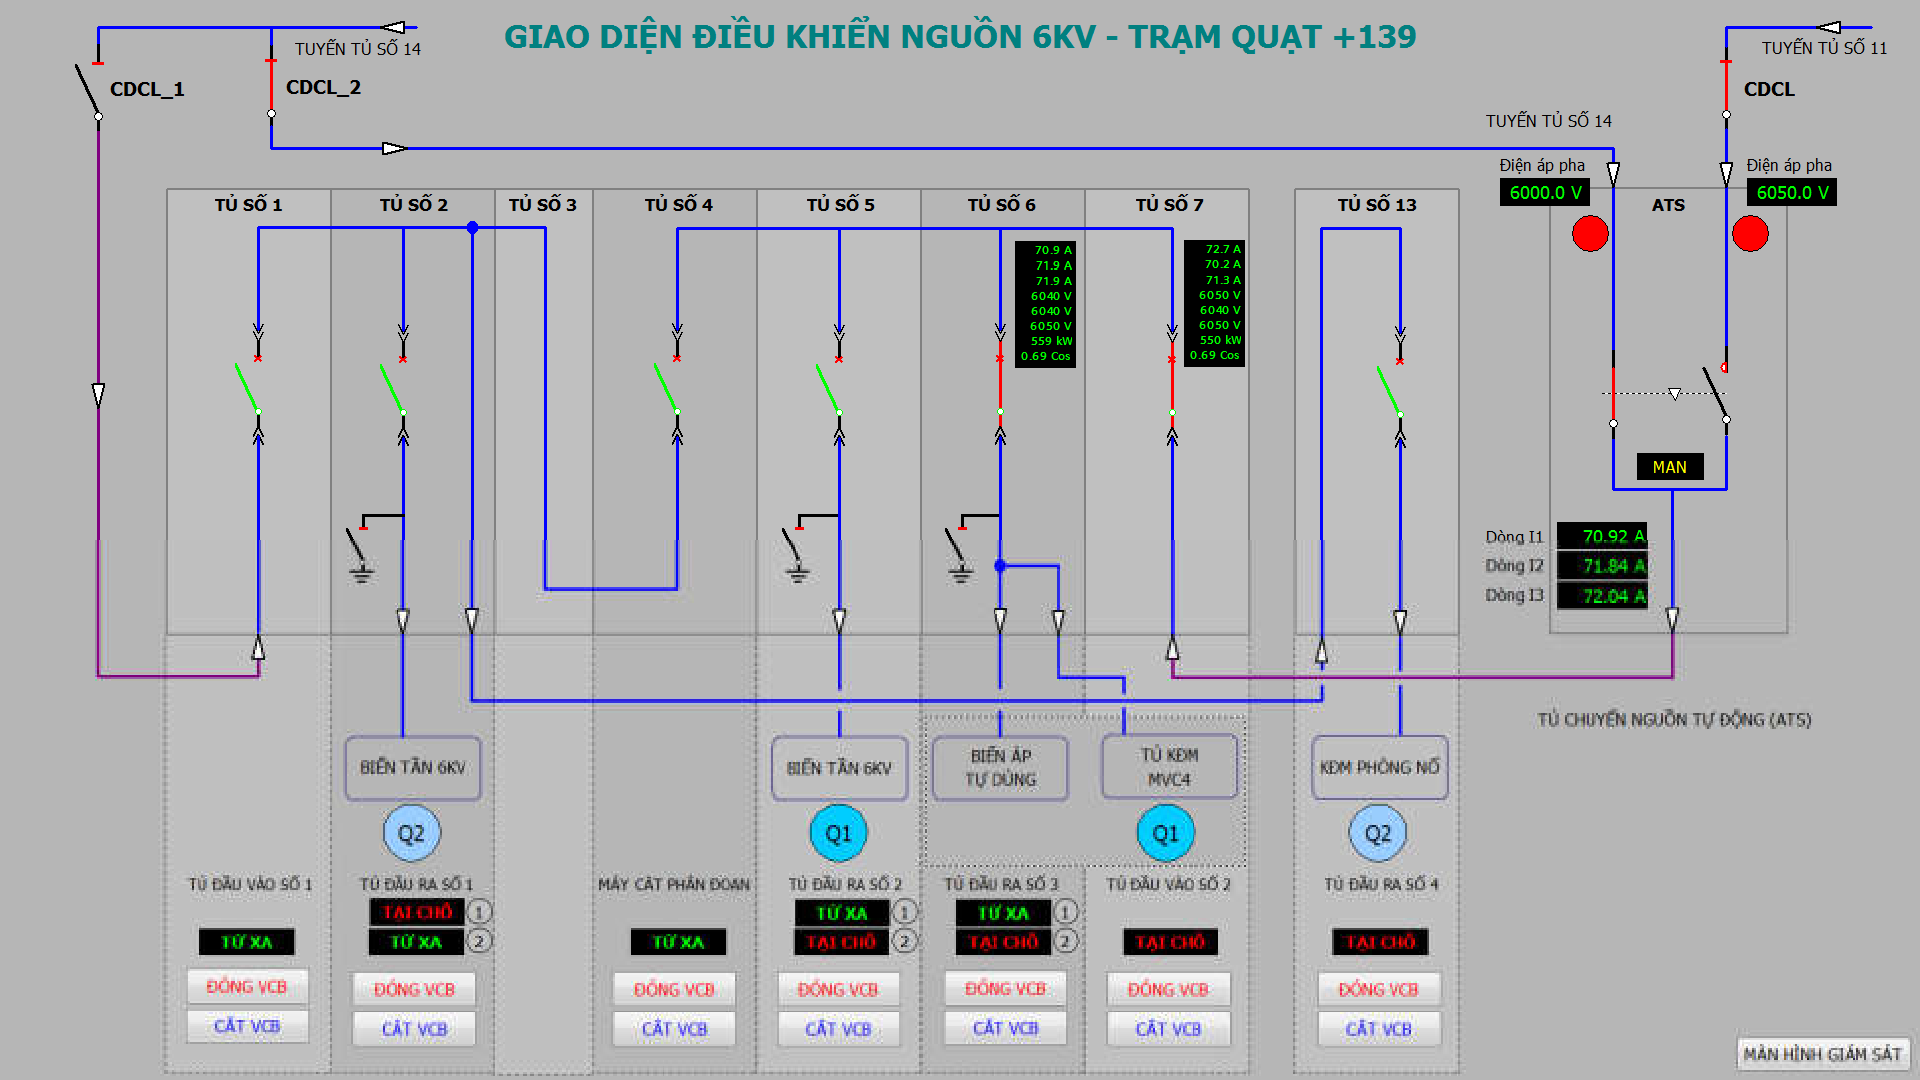 GIAO DIỆN ĐIỀU KHIỂN NGUỒN 6KV - TRẠM QUẠT +139
TUYẾN TỦ SỐ 14
TUYẾN TỦ SỐ 11
CDCL_1
CDCL_2
CDCL
TUYẾN TỦ SỐ 14
Điện áp pha
Điện áp pha
6000.0 V
6050.0 V
TỦ SỐ 1
TỦ SỐ 2
TỦ SỐ 3
TỦ SỐ 4
TỦ SỐ 5
TỦ SỐ 6
TỦ SỐ 7
TỦ SỐ 13
ATS
70.9 A
71.9 A
71.9 A
6040 V
6040 V
6050 V
559 kW
0.69 Cos
72.7 A
70.2 A
71.3 A
6050 V
6040 V
6050 V
550 kW
0.69 Cos
MAN
Dòng I1 70.92 A
Dòng I2 71.84 A
Dòng I3 72.04 A
TỦ CHUYỂN NGUỒN TỰ ĐỘNG (ATS)
BIẾN TẦN 6KV
BIẾN TẦN 6KV
BIẾN ÁP
TỰ DÙNG
TỦ KĐM
MVC4
KĐM PHÒNG NỔ
Q2
Q1
Q1
Q2
TỦ ĐẦU VÀO SỐ 1
TỦ ĐẦU RA SỐ 1
MÁY CẮT PHÂN ĐOẠN
TỦ ĐẦU RA SỐ 2
TỦ ĐẦU RA SỐ 3
TỦ ĐẦU VÀO SỐ 2
TỦ ĐẦU RA SỐ 4
TẠI CHỖ 1
TỪ XA 1
TỪ XA 1
TỪ XA
TỪ XA 2
TỪ XA
TẠI CHỖ 2
TẠI CHỖ 2
TẠI CHỖ
TẠI CHỖ
ĐÓNG VCB
ĐÓNG VCB
ĐÓNG VCB
ĐÓNG VCB
ĐÓNG VCB
ĐÓNG VCB
ĐÓNG VCB
CẮT VCB
CẮT VCB
CẮT VCB
CẮT VCB
CẮT VCB
CẮT VCB
CẮT VCB
MÀN HÌNH GIÁM SÁT